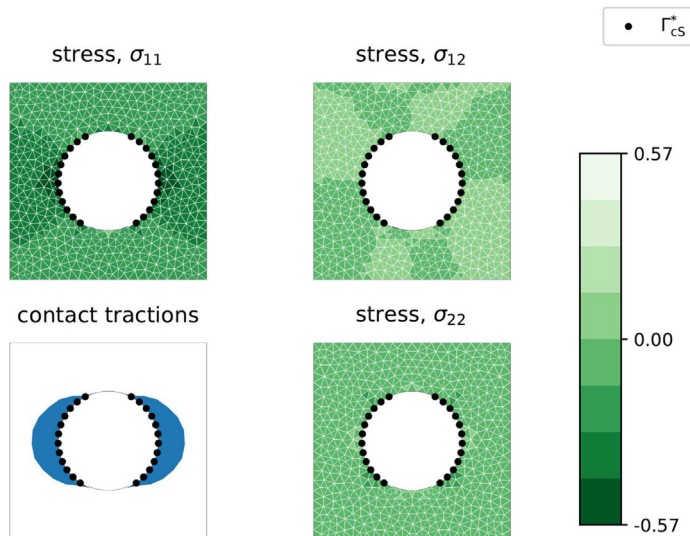 Γ*cS
stress, σ11
stress, σ12
0.57
contact tractions
stress, σ22
0.00
-0.57